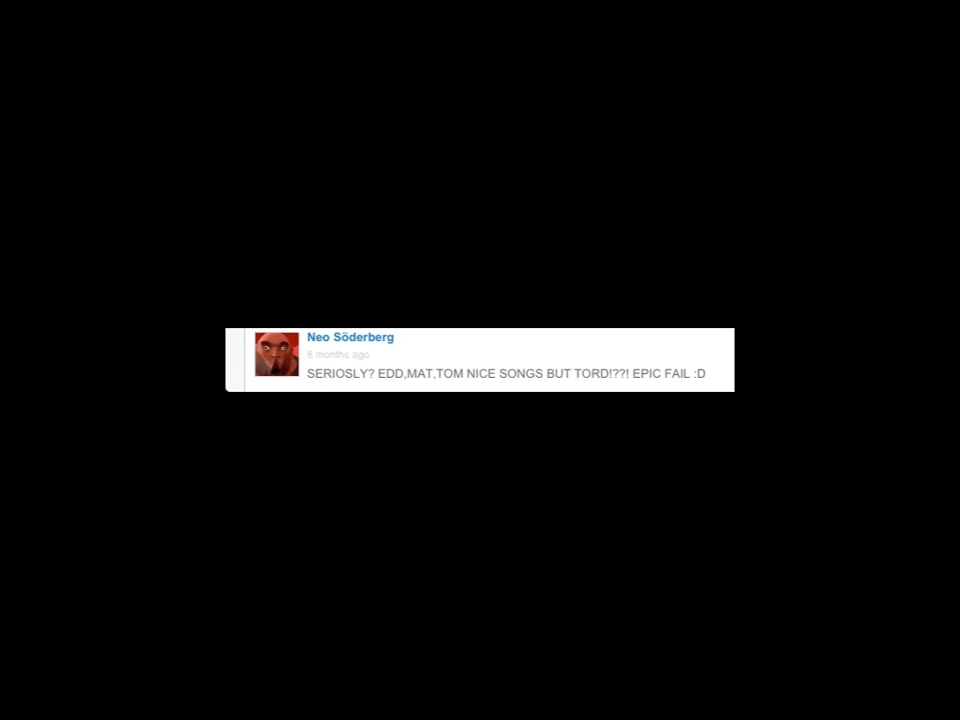 Neo Söderberg
8 months ago
SERIOSLY? EDD,MAT,TOM NICE SONGS BUT TORD!??! EPIC FAIL :D